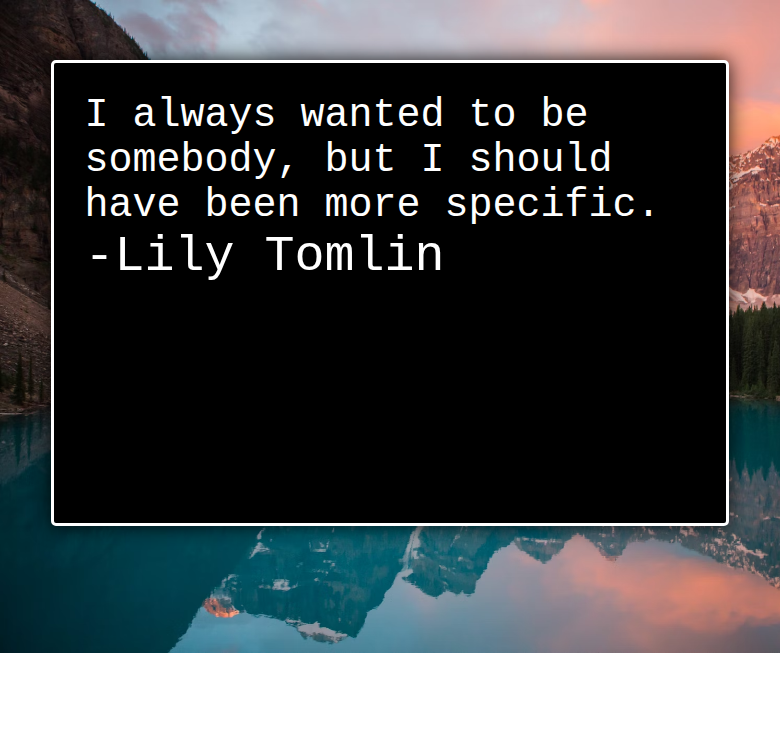 I always wanted to be
somebody, but I should
have been more specific.
-Lily Tomlin